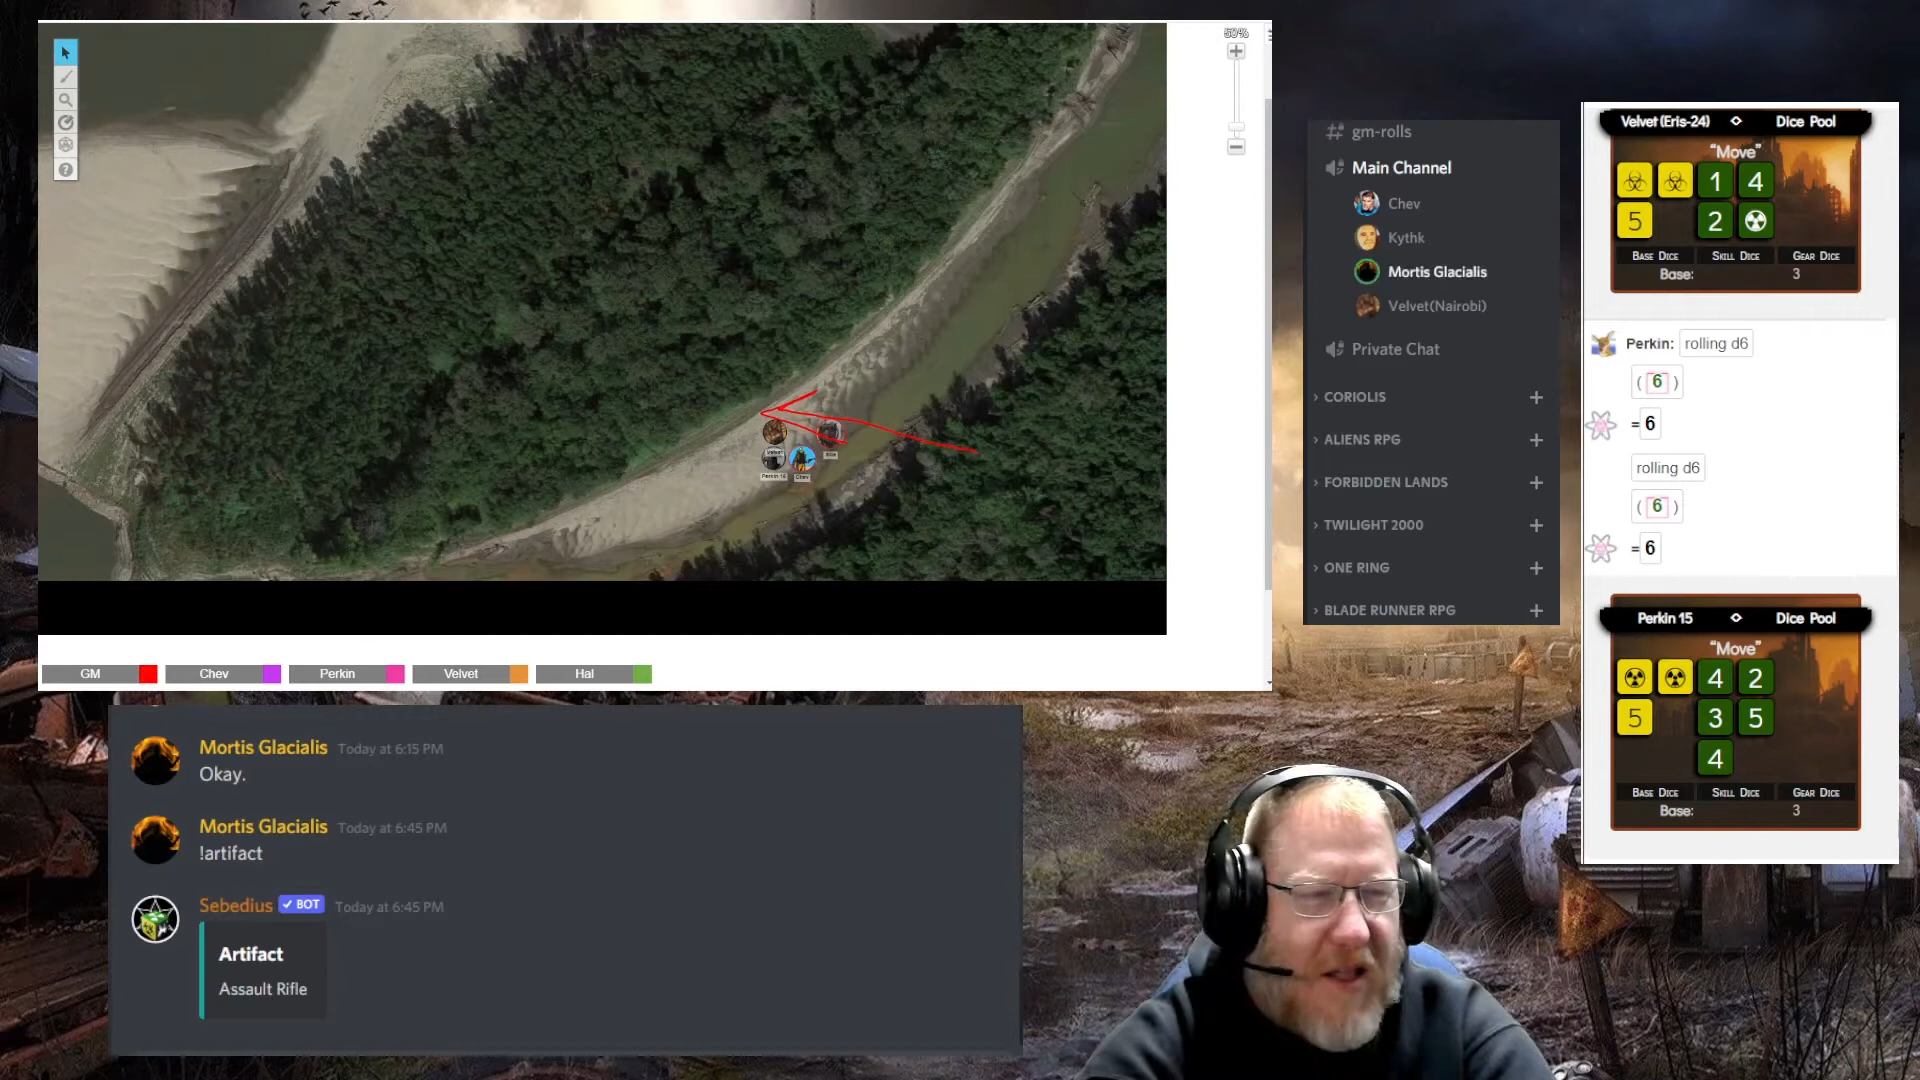 50%
Velvet
Perkin 15
Chev
GM
Chev
Perkin
Velvet
Hal
gm-rolls
Main Channel
Chev
Kythk
Mortis Glacialis
Velvet(Nairobi)
Private Chat
CORIOLIS
ALIENS RPG
FORBIDDEN LANDS
TWILIGHT 2000
ONE RING
BLADE RUNNER RPG
Velvet (Eris-24) Dice Pool
“Move”
1 4
5 2
BASE DICE SKILL DICE GEAR DICE
Base: 3
Perkin: rolling d6
( 6 )
=6
rolling d6
( 6 )
=6
Perkin 15 Dice Pool
“Move”
4 2
5 3 5
4
BASE DICE SKILL DICE GEAR DICE
Base: 3
Mortis Glacialis Today at 6:15 PM
Okay.
Mortis Glacialis Today at 6:45 PM
!artifact
Sebedius BOT Today at 6:45 PM
Artifact
Assault Rifle